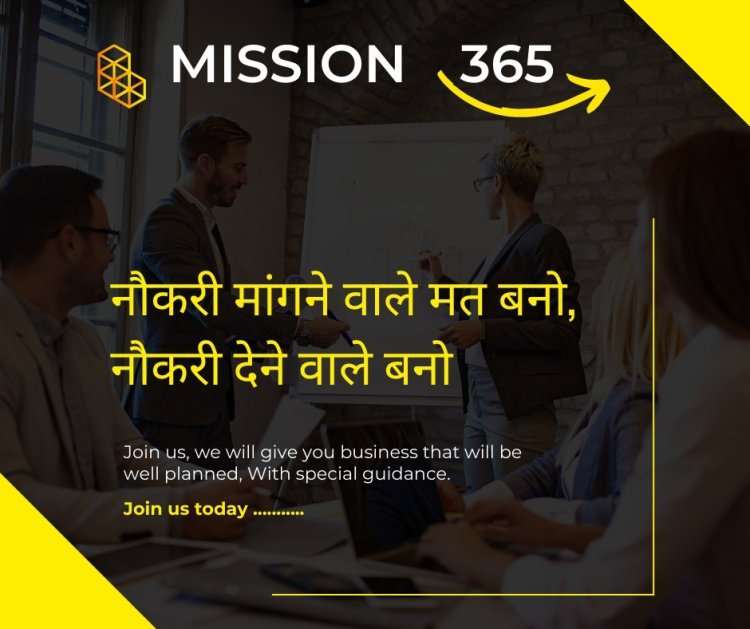 MISSION 365
नौकरी मांगने वाले मत बनो,
नौकरी देने वाले बनो
Join us, we will give you business that will be
well planned, With special guidance.
Join us today ...........